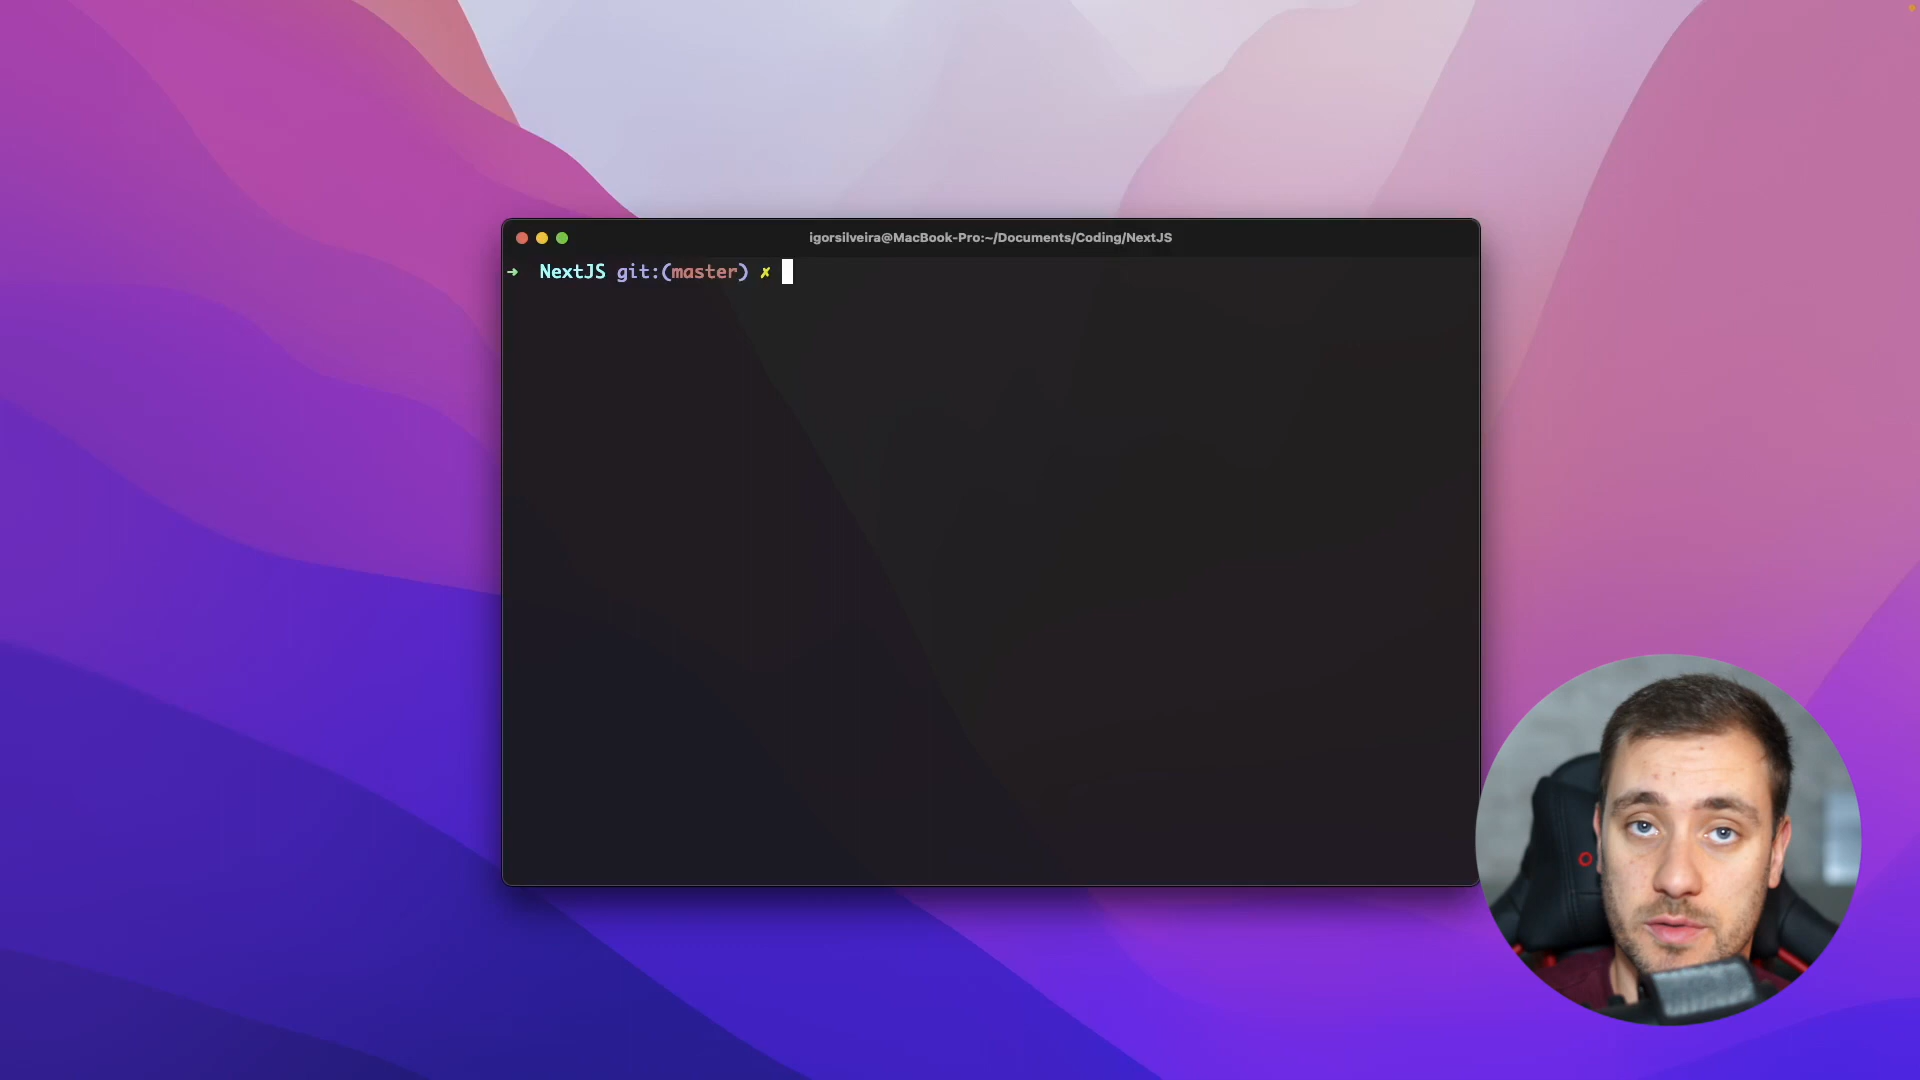 igorsilveira@MacBook-Pro:~/Documents/Coding/NextJS
➜ NextJS git:(master) ✗